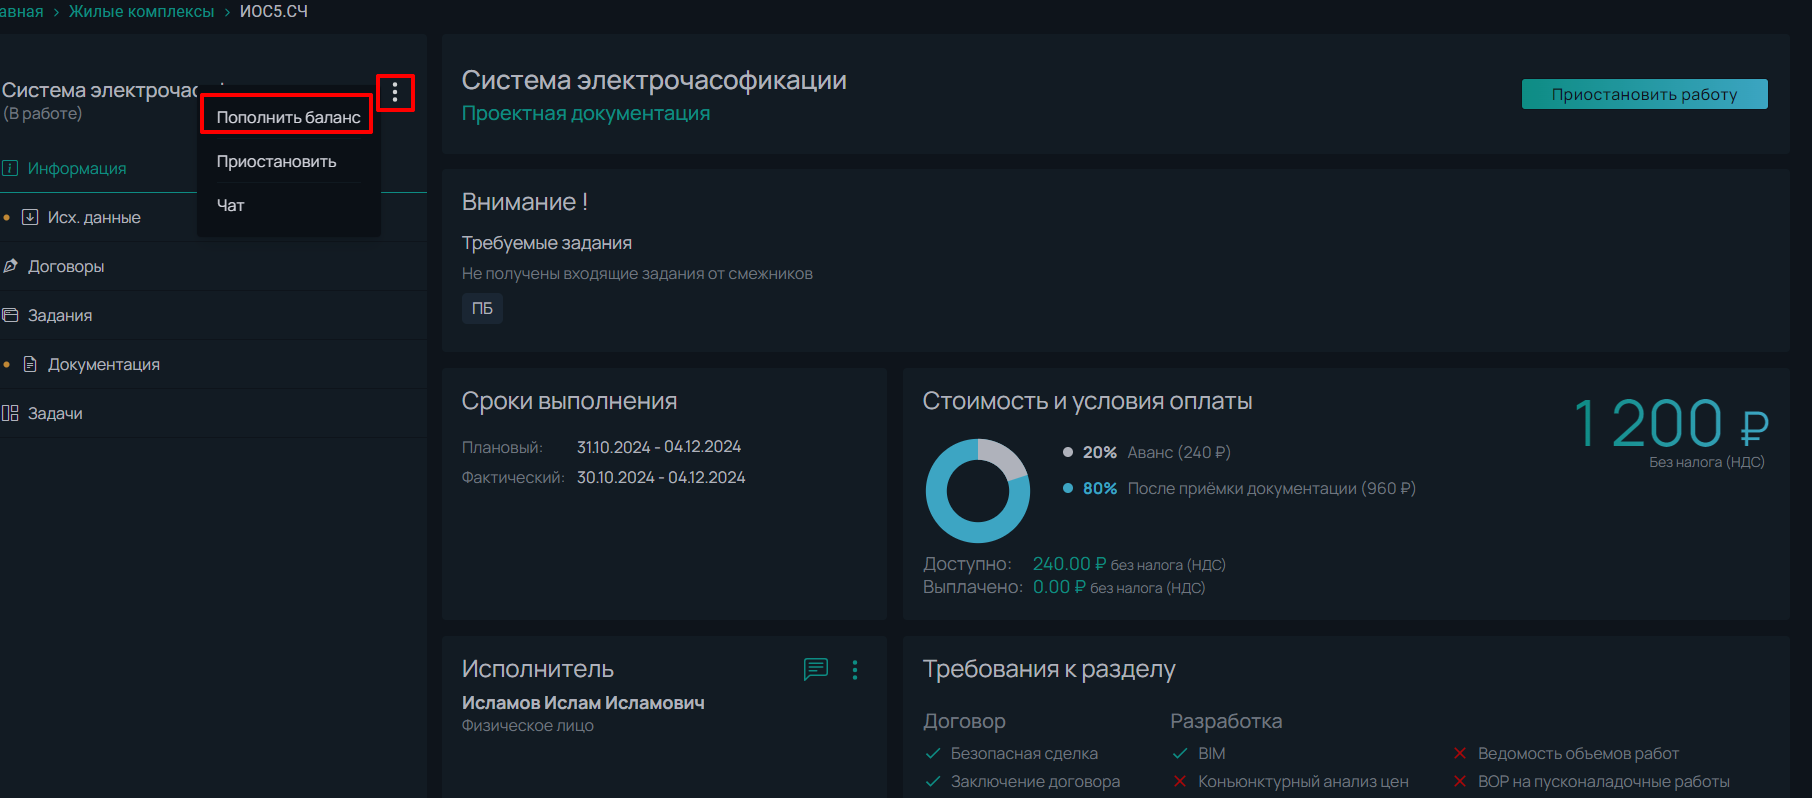 авная › Жилые комплексы › ИОС5.СЧ
Система электрочас
(В работе)
Пополнить баланс
Приостановить
Чат
Информация
Исх. данные
Договоры
Задания
Документация
Задачи
Система электрочасофикации
Проектная документация
Приостановить работу
Внимание !
Требуемые задания
Не получены входящие задания от смежников
ПБ
Сроки выполнения
Плановый: 31.10.2024 - 04.12.2024
Фактический: 30.10.2024 - 04.12.2024
Стоимость и условия оплаты
1 200 ₽
Без налога (НДС)
20% Аванс (240 ₽)
80% После приёмки документации (960 ₽)
Доступно: 240.00 ₽ без налога (НДС)
Выплачено: 0.00 ₽ без налога (НДС)
Исполнитель
Исламов Ислам Исламович
Физическое лицо
Требования к разделу
Договор
Безопасная сделка
Заключение договора
Разработка
BIM
Конъюнктурный анализ цен
Ведомость объемов работ
ВОР на пусконаладочные работы